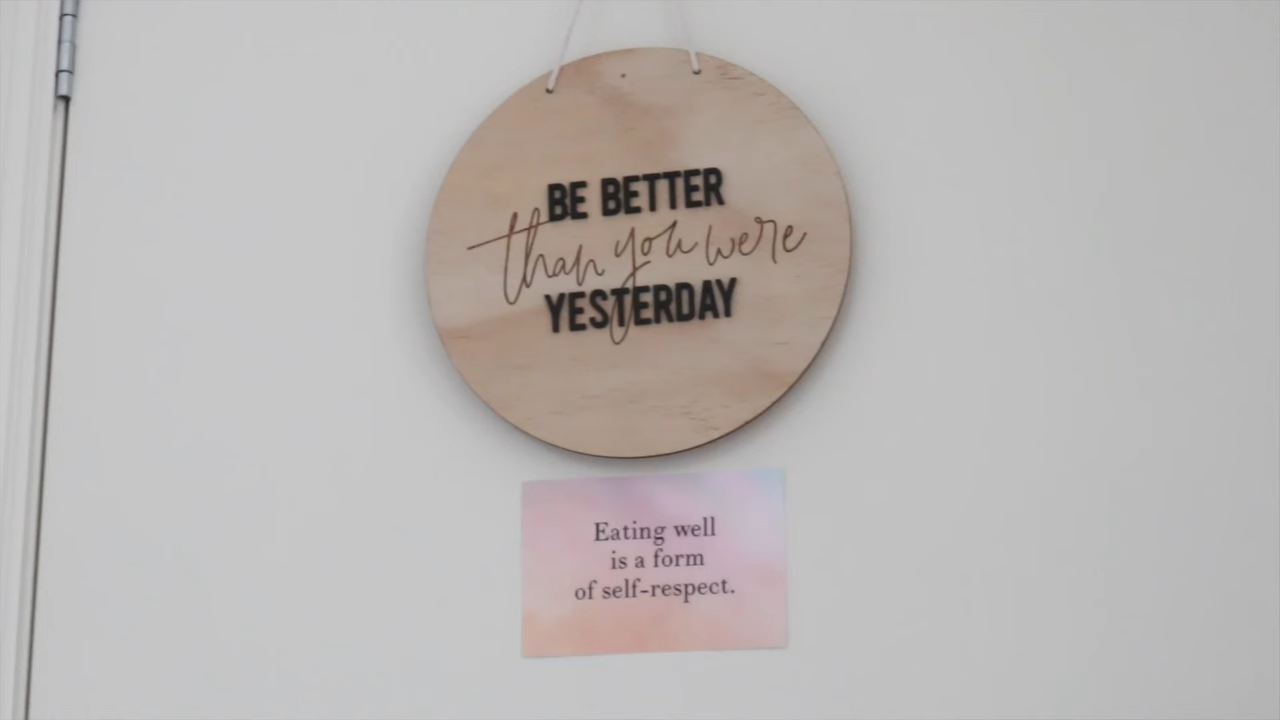 BE BETTER
than you were
YESTERDAY
Eating well
is a form
of self-respect.